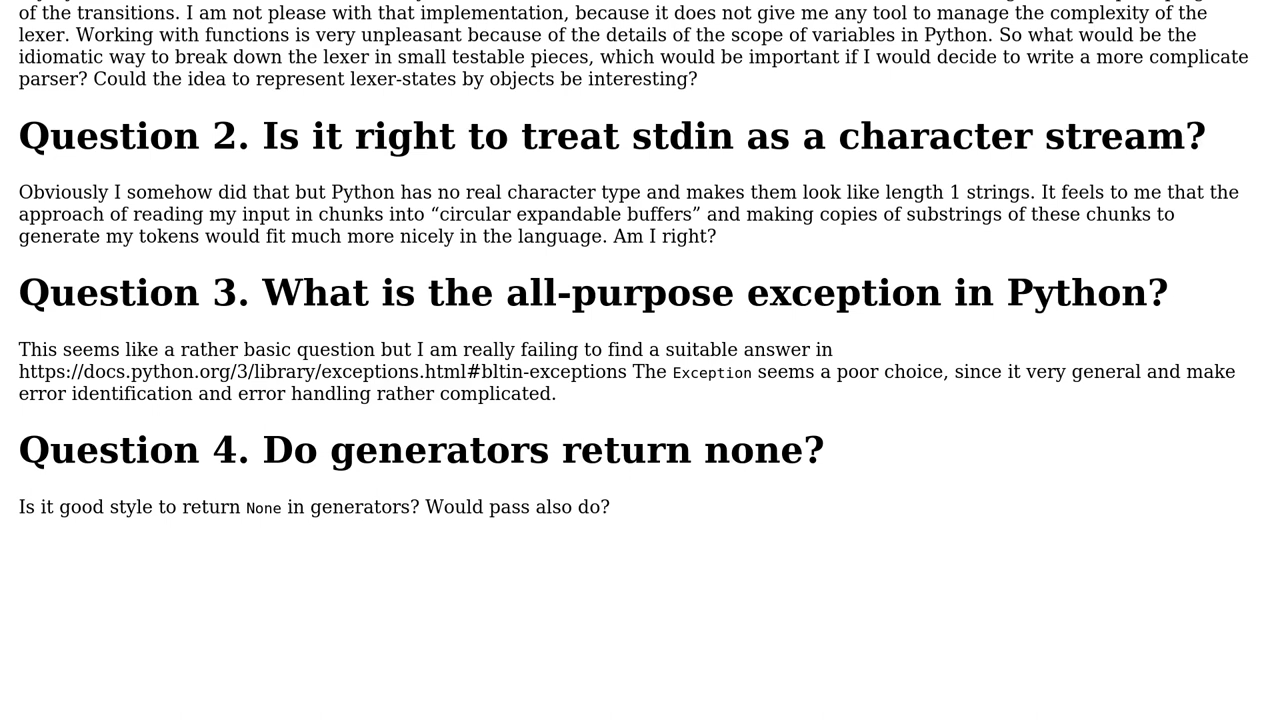 of the transitions. I am not please with that implementation, because it does not give me any tool to manage the complexity of the
lexer. Working with functions is very unpleasant because of the details of the scope of variables in Python. So what would be the
idiomatic way to break down the lexer in small testable pieces, which would be important if I would decide to write a more complicate
parser? Could the idea to represent lexer-states by objects be interesting?
Question 2. Is it right to treat stdin as a character stream?
Obviously I somehow did that but Python has no real character type and makes them look like length 1 strings. It feels to me that the
approach of reading my input in chunks into “circular expandable buffers” and making copies of substrings of these chunks to
generate my tokens would fit much more nicely in the language. Am I right?
Question 3. What is the all-purpose exception in Python?
This seems like a rather basic question but I am really failing to find a suitable answer in
https://docs.python.org/3/library/exceptions.html#bltin-exceptions The Exception seems a poor choice, since it very general and make
error identification and error handling rather complicated.
Question 4. Do generators return none?
Is it good style to return None in generators? Would pass also do?